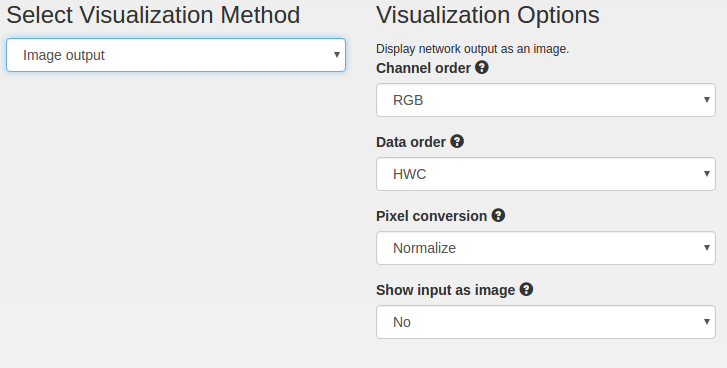 Select Visualization Method
Image output
Visualization Options
Display network output as an image.
Channel order ?
RGB
Data order ?
HWC
Pixel conversion ?
Normalize
Show input as image ?
No